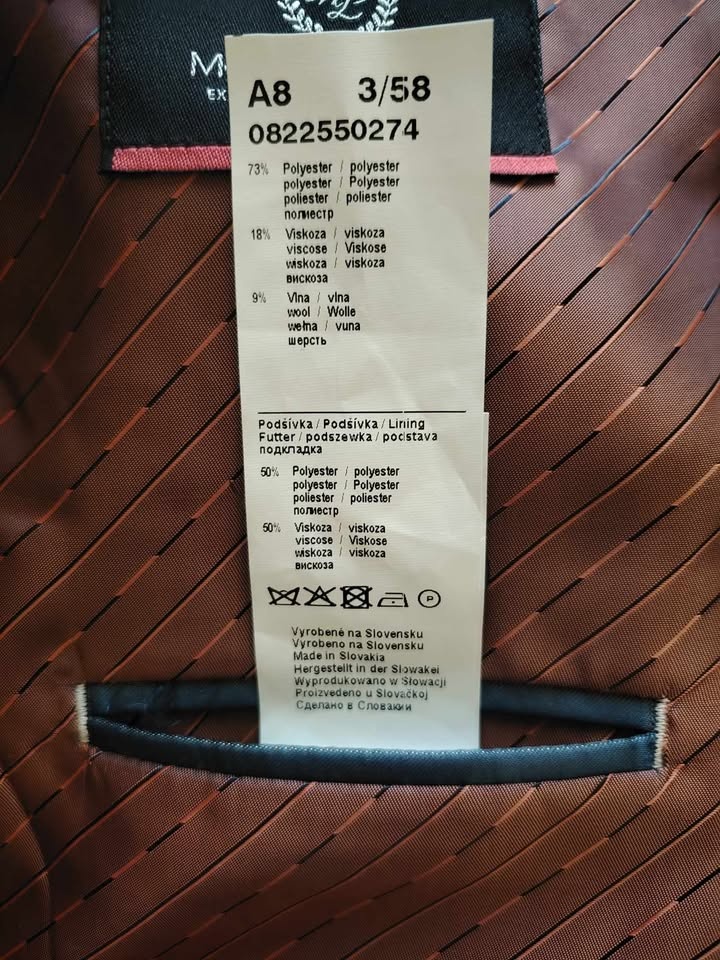 A8 3/58
0822550274
73% Polyester / polyester
polyester / Polyester
poliester / poliester
полиестр
18% Viskoza / viskoza
viscose / Viskose
wiskoza / viskoza
вискоза
9% Vlna / vlna
wool / Wolle
wełna / vuna
шерсть
Podšívka / Podšívka / Lining
Futter / podszewka / podstava
подкладка
50% Polyester / polyester
polyester / Polyester
poliester / poliester
полиестр
50% Viskoza / viskoza
viscose / Viskose
wiskoza / viskoza
вискоза
P
Vyrobené na Slovensku
Vyrobeno na Slovensku
Made in Slovakia
Hergestellt in der Slowakei
Wyprodukowano w Słowacji
Proizvedeno u Slovačkoj
Сделано в Словакии